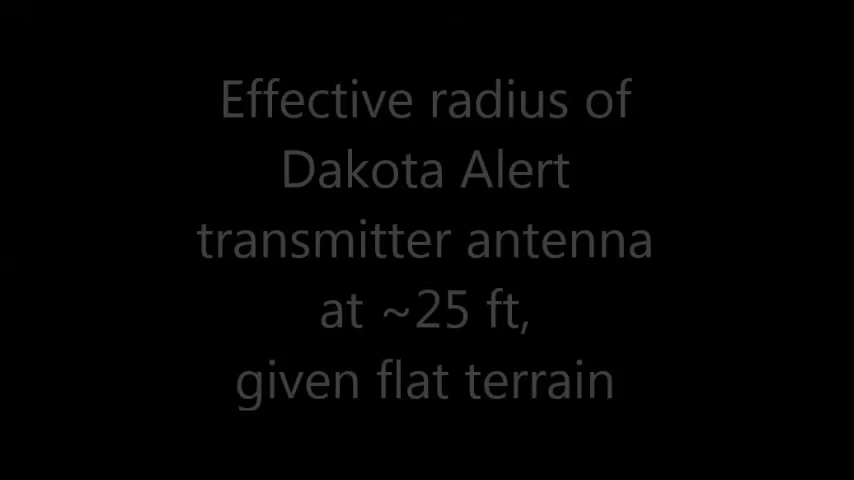 Effective radius of
Dakota Alert
transmitter antenna
at ~25 ft,
given flat terrain